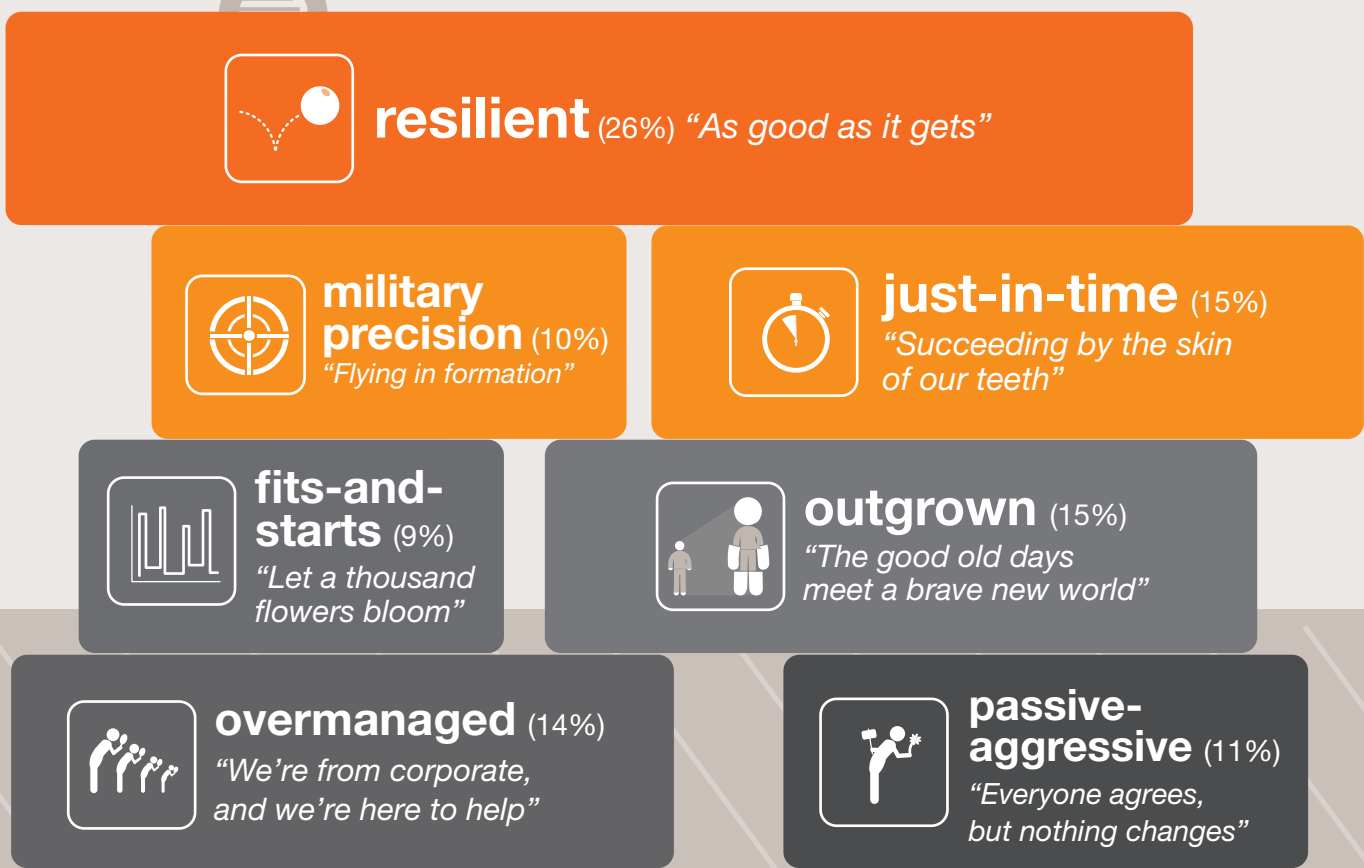 resilient (26%) “As good as it gets”
military
precision (10%)
“Flying in formation”
just-in-time (15%)
“Succeeding by the skin
of our teeth”
fits-and-
starts (9%)
“Let a thousand
flowers bloom”
outgrown (15%)
“The good old days
meet a brave new world”
overmanaged (14%)
“We’re from corporate,
and we’re here to help”
passive-
aggressive (11%)
“Everyone agrees,
but nothing changes”